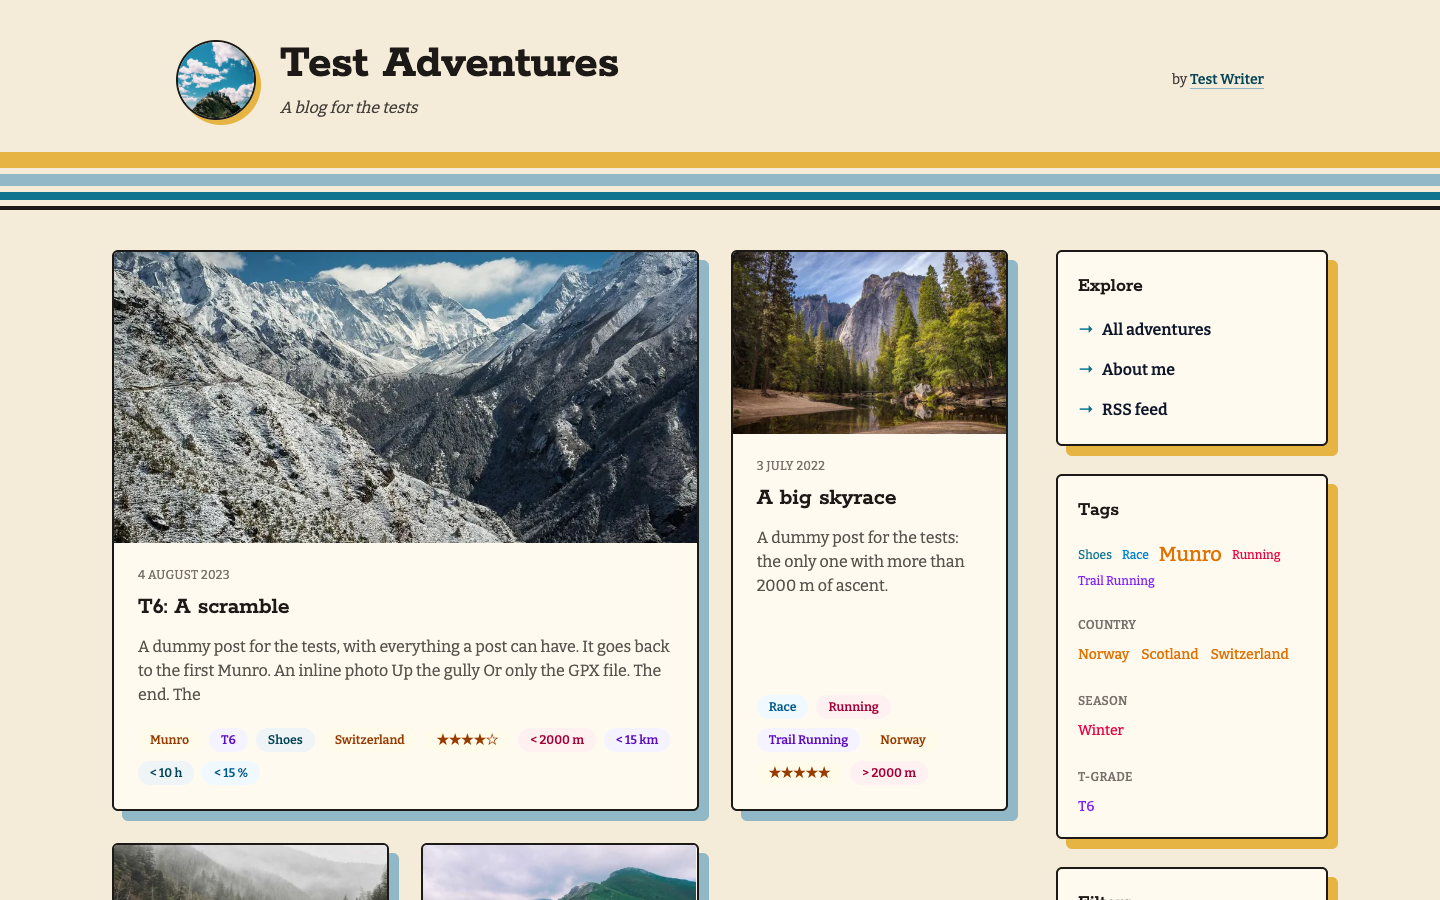 Test Adventures
A blog for the tests
by Test Writer
4 AUGUST 2023
T6: A scramble
A dummy post for the tests, with everything a post can have. It goes back
to the first Munro. An inline photo Up the gully Or only the GPX file. The
end. The
Munro T6 Shoes Switzerland ★★★★☆ < 2000 m < 15 km
< 10 h < 15 %
3 JULY 2022
A big skyrace
A dummy post for the tests:
the only one with more than
2000 m of ascent.
Race Running
Trail Running Norway
★★★★★ > 2000 m
Explore
→ All adventures
→ About me
→ RSS feed
Tags
Shoes Race Munro Running
Trail Running
COUNTRY
Norway Scotland Switzerland
SEASON
Winter
T-GRADE
T6